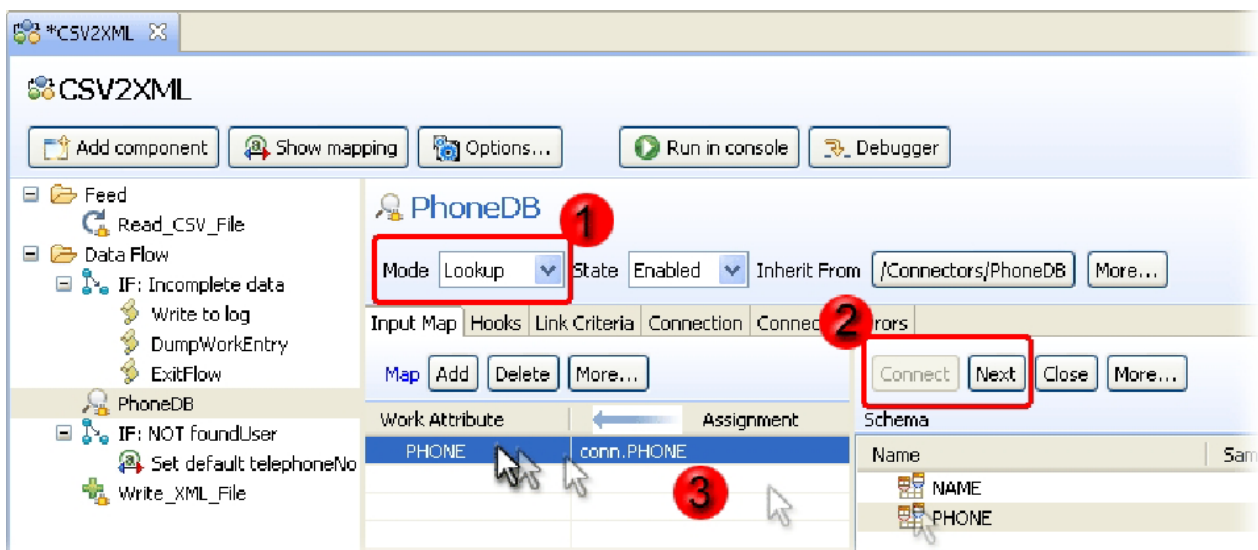 *CSV2XML
CSV2XML
Add component Show mapping Options... Run in console Debugger
Feed
Read_CSV_File
Data Flow
IF: Incomplete data
Write to log
DumpWorkEntry
ExitFlow
PhoneDB
IF: NOT foundUser
Set default telephoneNo
Write_XML_File
PhoneDB
1
Mode Lookup State Enabled Inherit From /Connectors/PhoneDB More...
Input Map Hooks Link Criteria Connection Connec rrors
2
Map Add Delete More...
Work Attribute Assignment
PHONE conn.PHONE
3
Connect Next Close More...
Schema
Name Sam
NAME
PHONE